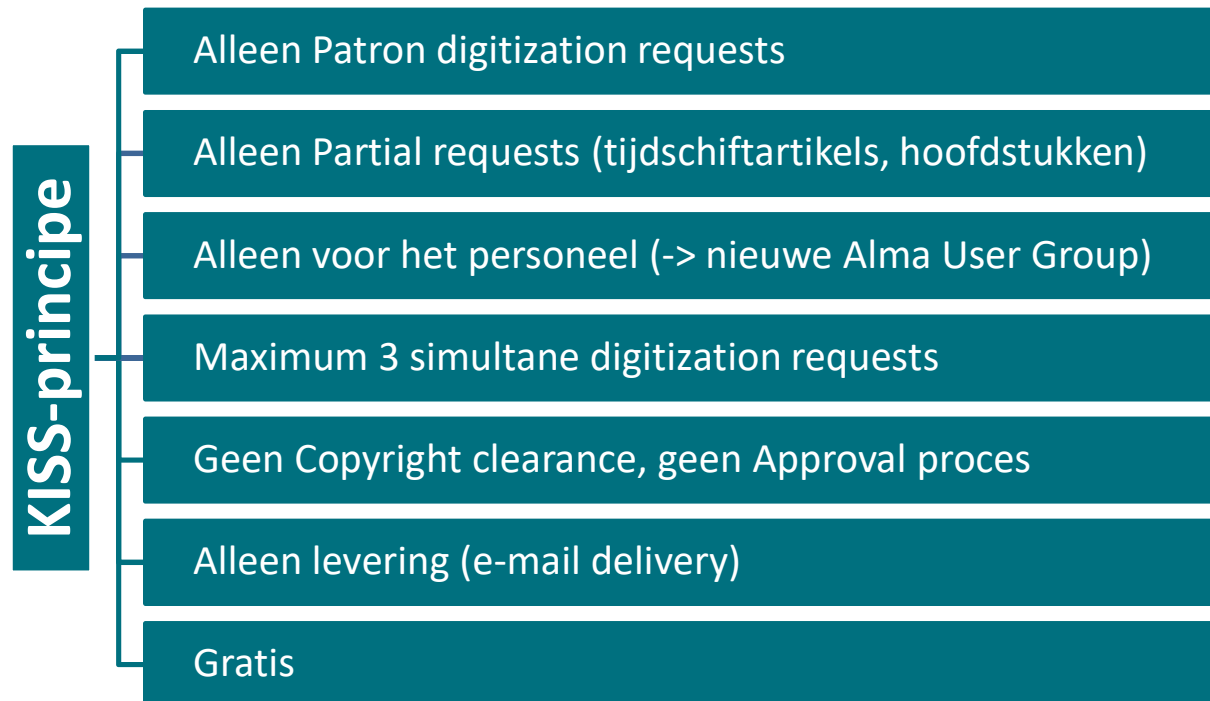 KISS-principe
Alleen Patron digitization requests
Alleen Partial requests (tijdschiftartikels, hoofdstukken)
Alleen voor het personeel (-> nieuwe Alma User Group)
Maximum 3 simultane digitization requests
Geen Copyright clearance, geen Approval proces
Alleen levering (e-mail delivery)
Gratis